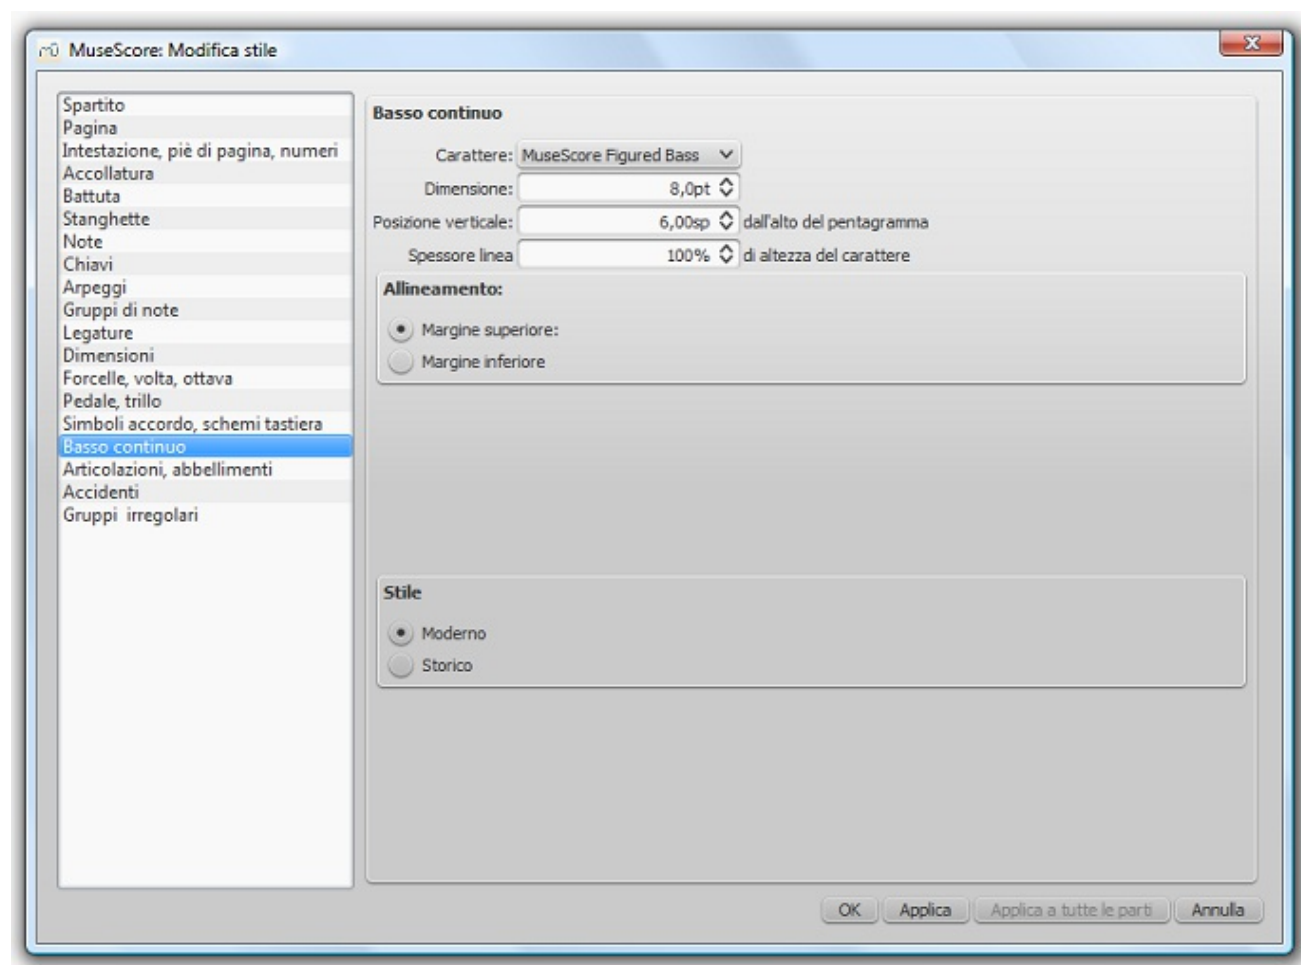 MuseScore: Modifica stile
Spartito
Pagina
Intestazione, piè di pagina, numeri
Accollatura
Battuta
Stanghette
Note
Chiavi
Arpeggi
Gruppi di note
Legature
Dimensioni
Forcelle, volta, ottava
Pedale, trillo
Simboli accordo, schemi tastiera
Basso continuo
Articolazioni, abbellimenti
Accidenti
Gruppi irregolari
Basso continuo
Carattere: MuseScore Figured Bass
Dimensione: 8,0pt
Posizione verticale: 6,00sp dall'alto del pentagramma
Spessore linea 100% di altezza del carattere
Allineamento:
Margine superiore:
Margine inferiore
Stile
Moderno
Storico
OK Applica Applica a tutte le parti Annulla